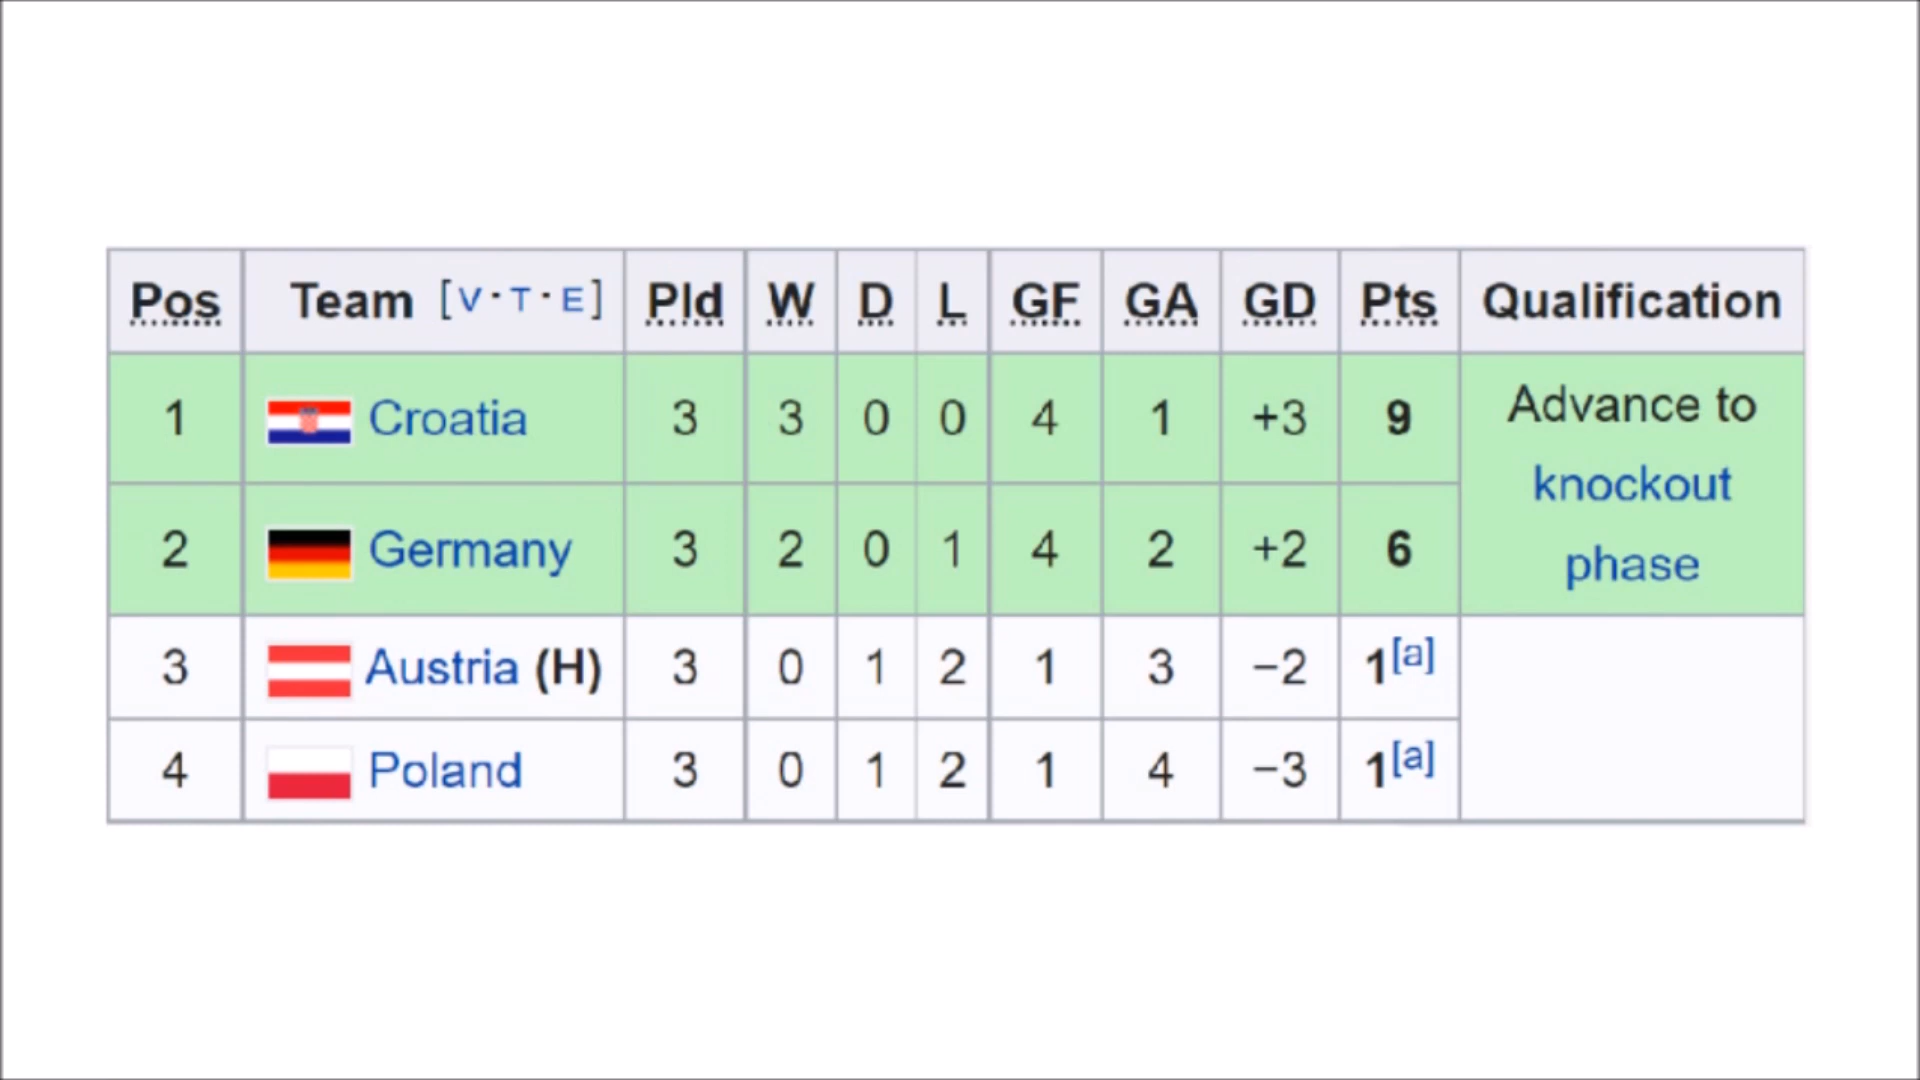 Pos Team [V·T·E] Pld W D L GF GA GD Pts Qualification
1 Croatia 3 3 0 0 4 1 +3 9 Advance to knockout phase
2 Germany 3 2 0 1 4 2 +2 6
3 Austria (H) 3 0 1 2 1 3 −2 1[a]
4 Poland 3 0 1 2 1 4 −3 1[a]